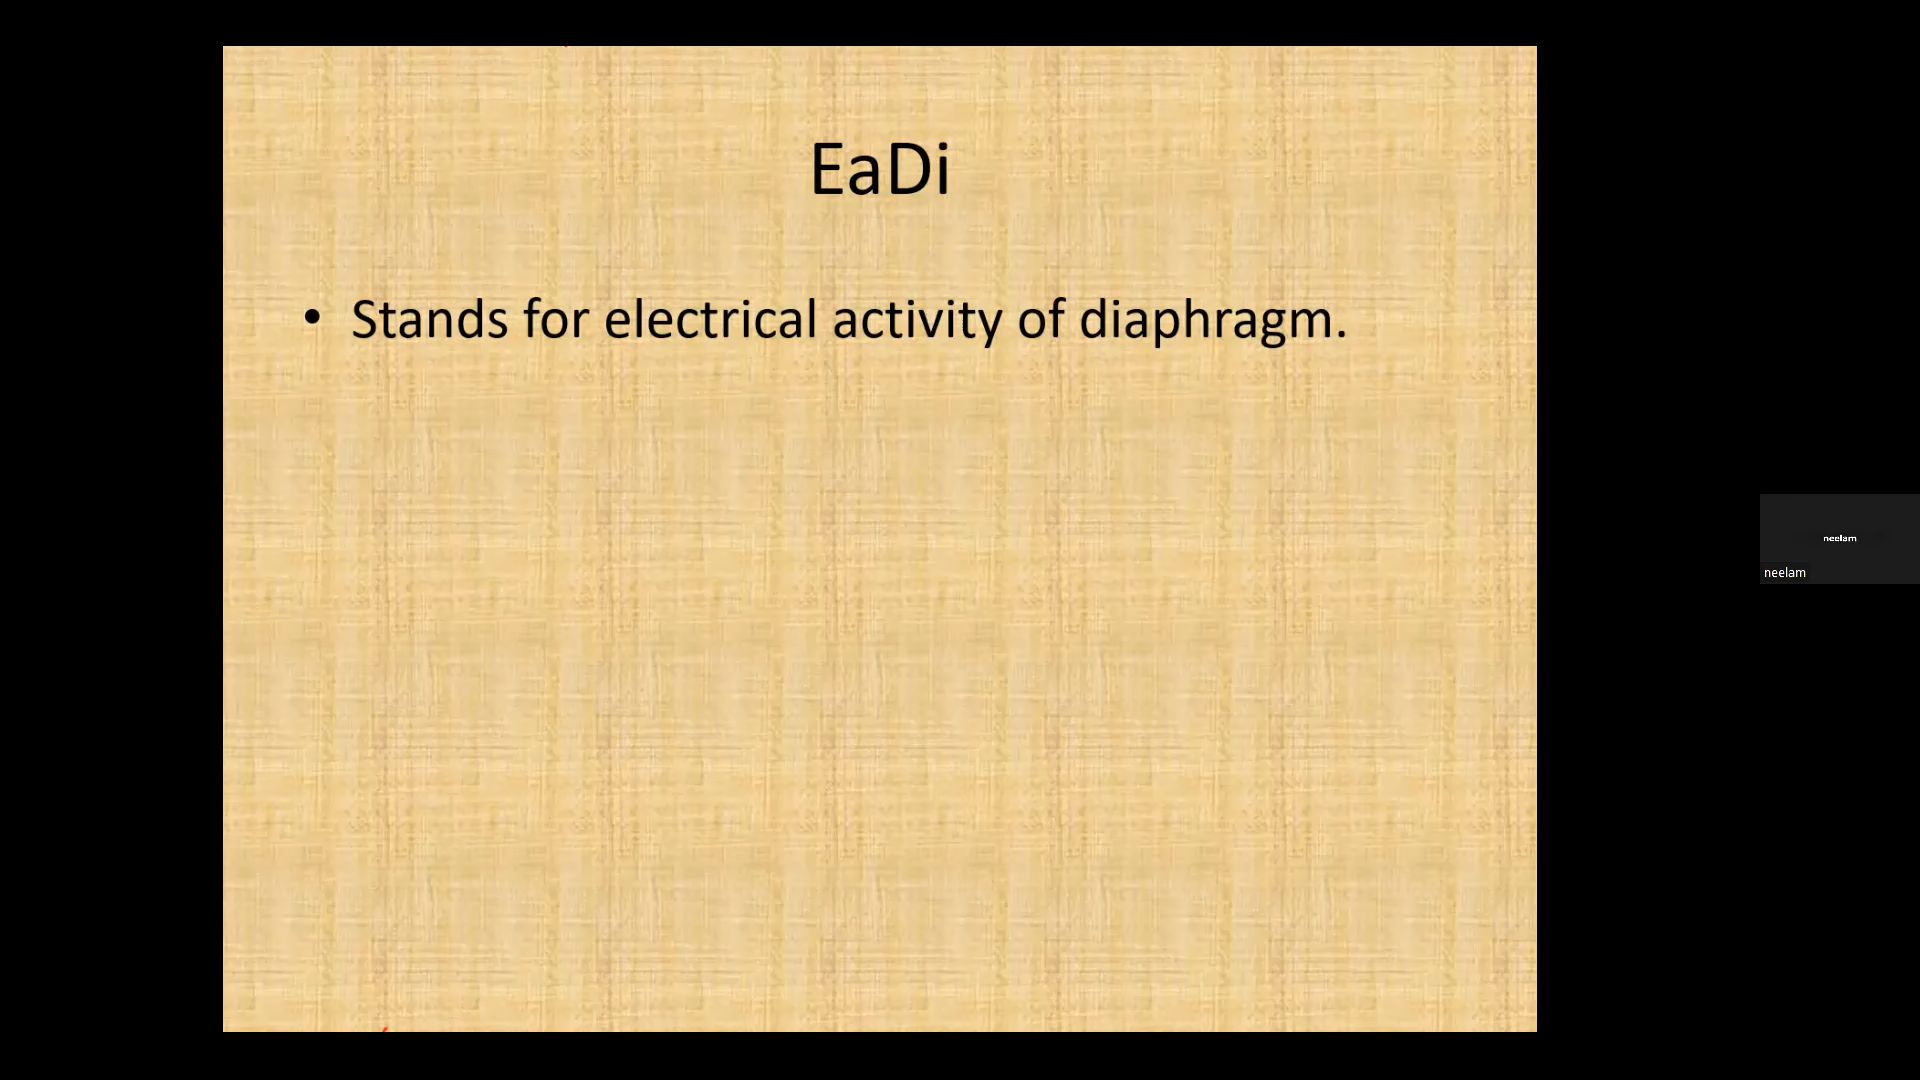 EaDi
• Stands for electrical activity of diaphragm.
neelam
neelam